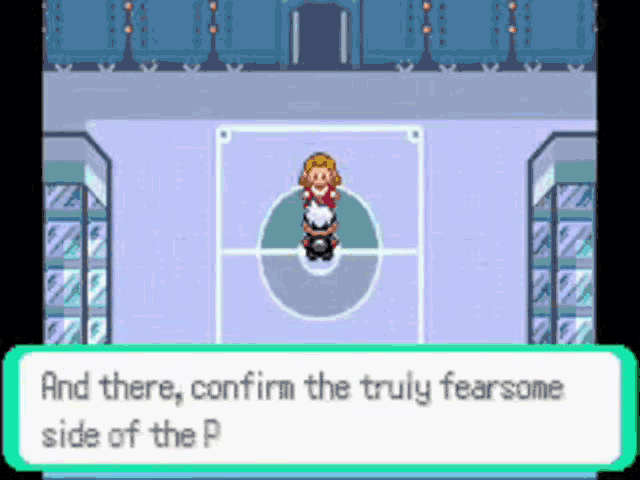 And there, confirm the truly fearsome
side of the P